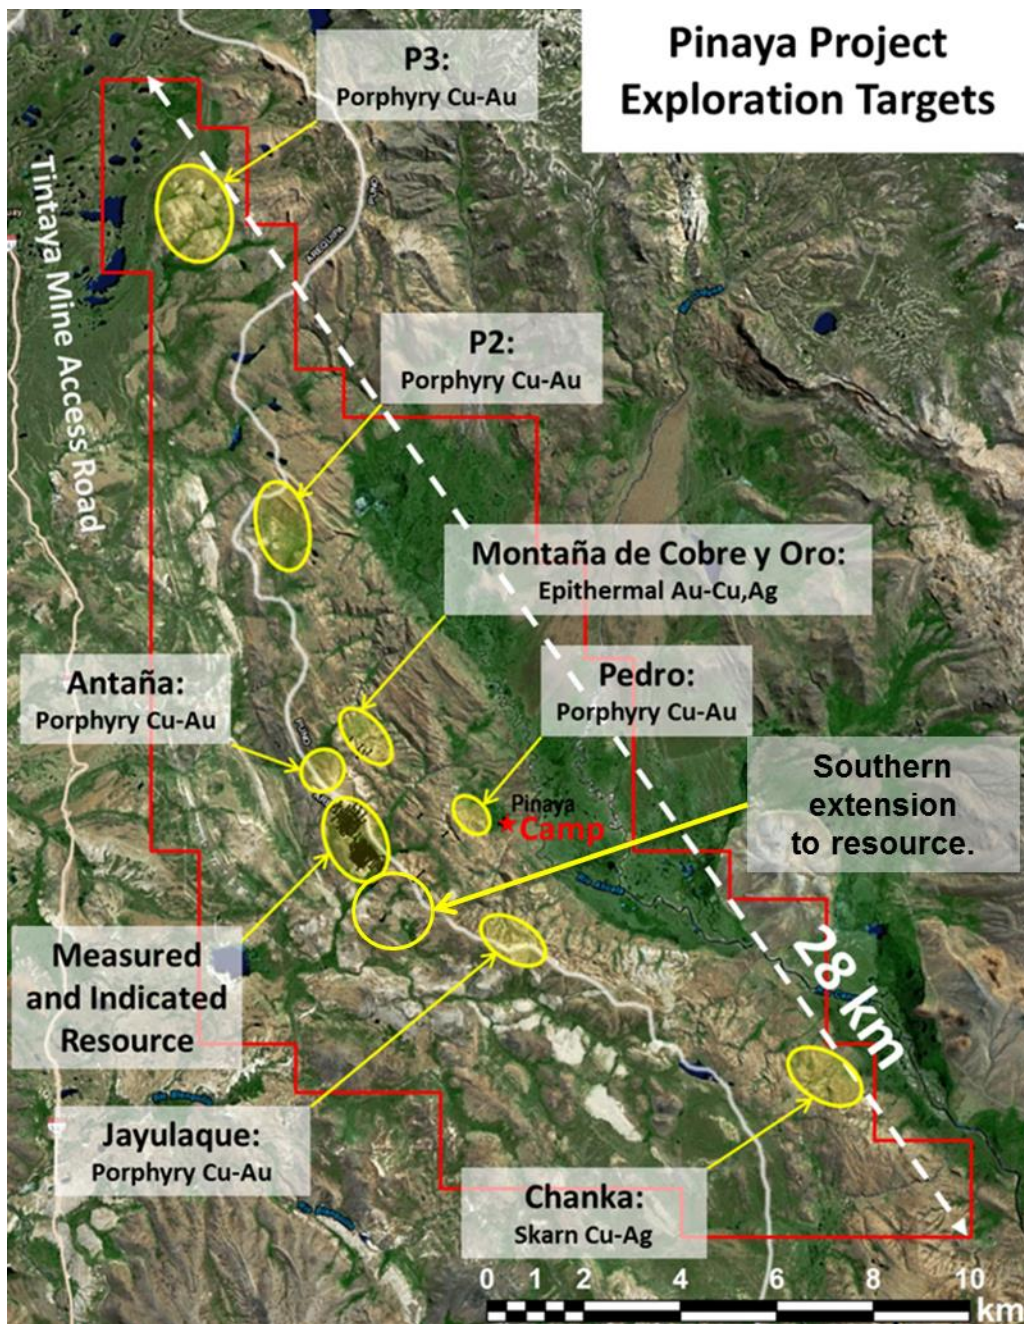 Pinaya Project
Exploration Targets
P3:
Porphyry Cu-Au
Tintaya Mine Access Road
PUNO
AREQUIPA
P2:
Porphyry Cu-Au
Montaña de Cobre y Oro:
Epithermal Au-Cu,Ag
Antaña:
Porphyry Cu-Au
Pedro:
Porphyry Cu-Au
PUNO
Southern
extension
to resource.
Pinaya
Camp
28 km
Measured
and Indicated
Resource
Jayulaque:
Porphyry Cu-Au
Chanka:
Skarn Cu-Ag
0 1 2 4 6 8 10
km